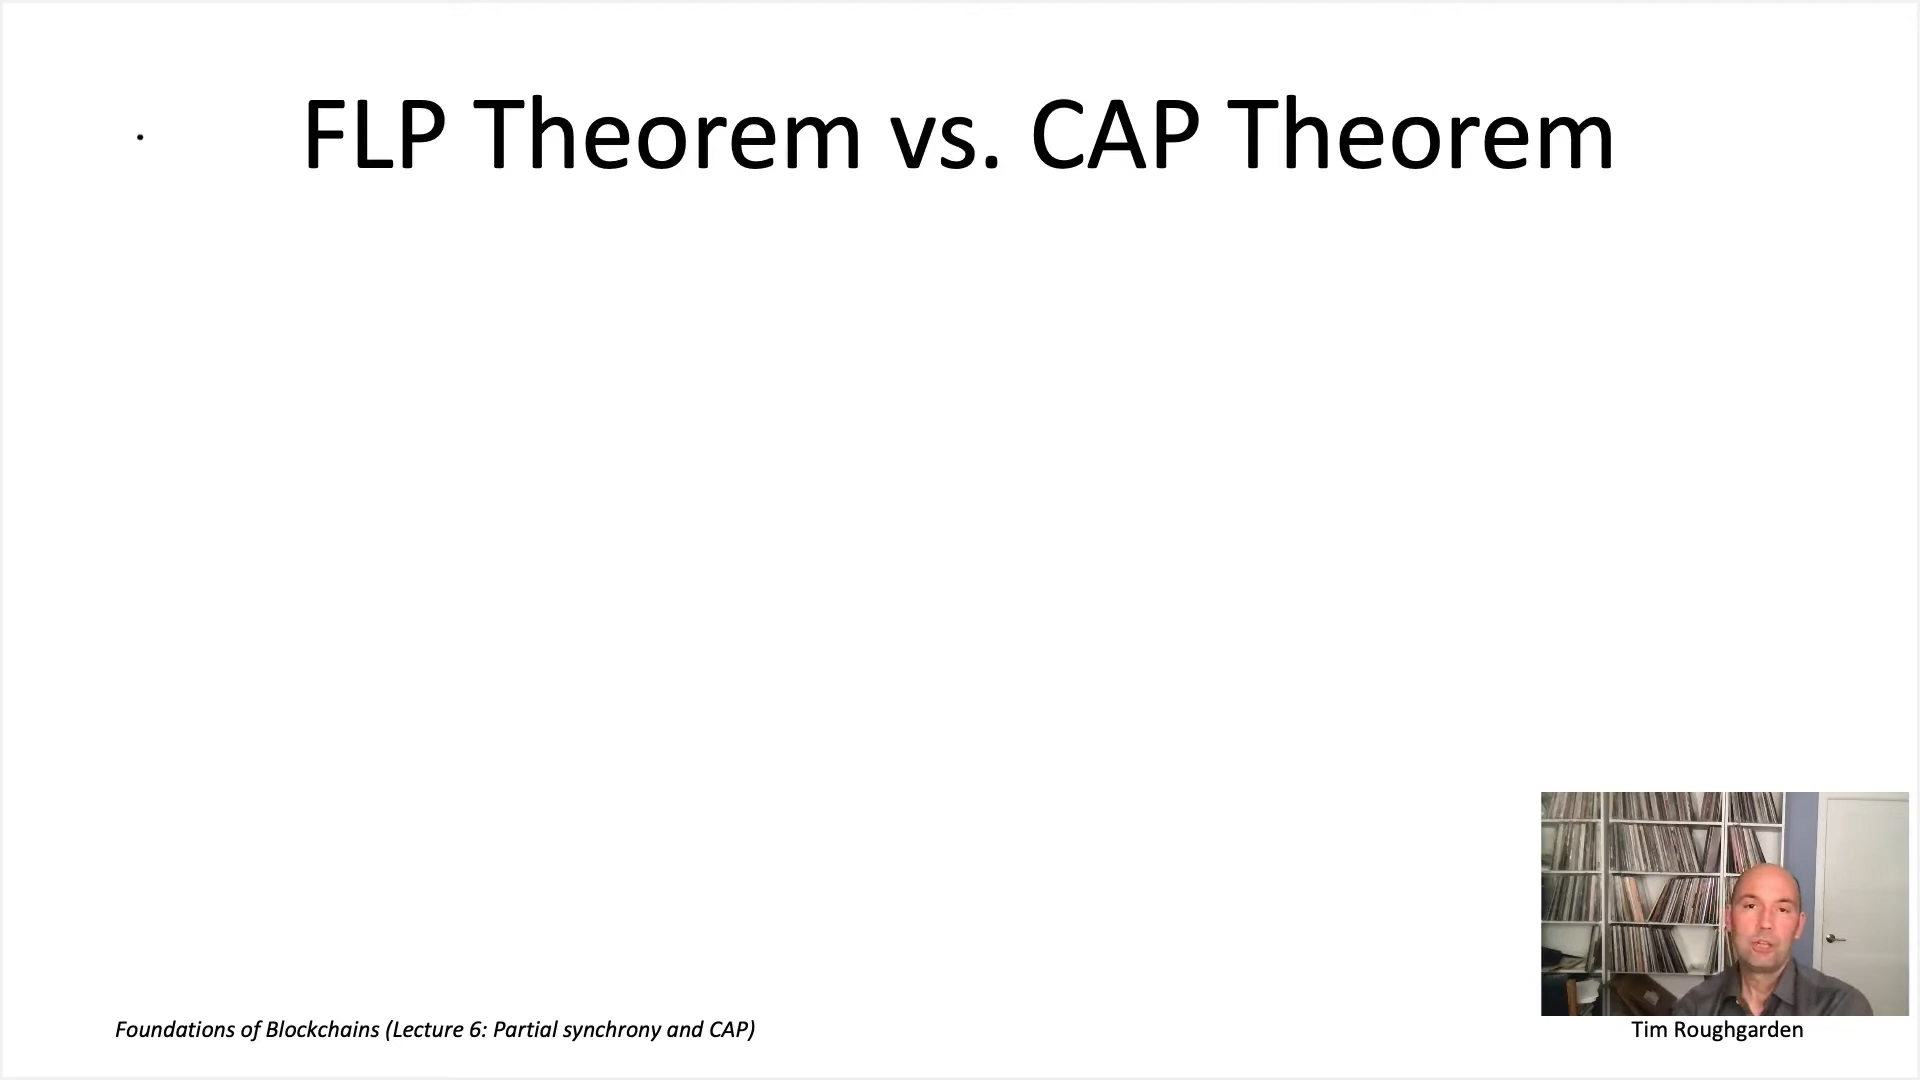 FLP Theorem vs. CAP Theorem
Foundations of Blockchains (Lecture 6: Partial synchrony and CAP)
Tim Roughgarden